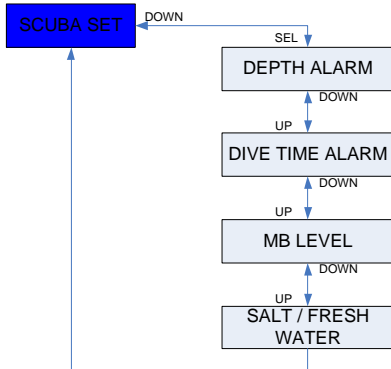 SCUBA SET
DOWN
SEL
DEPTH ALARM
DOWN
UP
DIVE TIME ALARM
DOWN
UP
MB LEVEL
DOWN
UP
SALT / FRESH
WATER